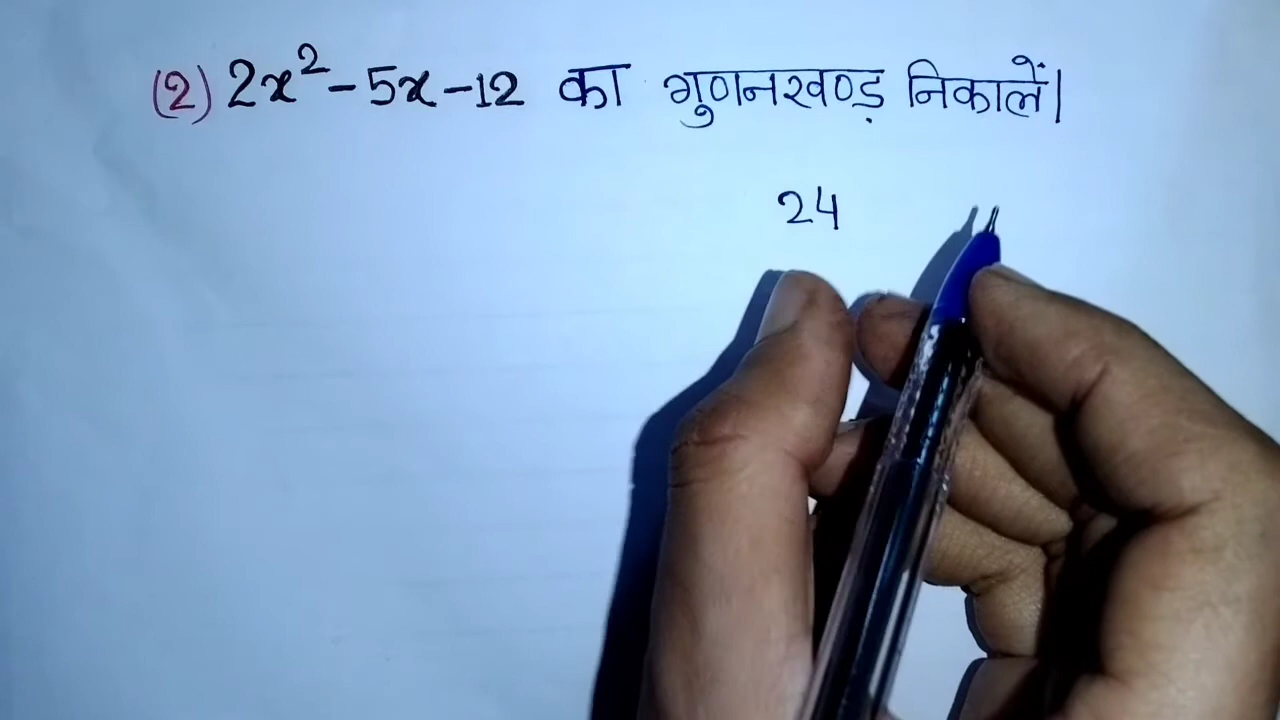 (2) 2x² - 5x - 12 का गुणनखण्ड़ निकालें।
24